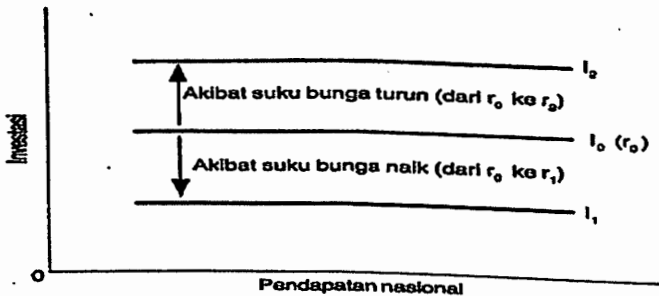 I₂
Akibat suku bunga turun (dari r₀ ke r₂)
I₀ (r₀)
Investasi
Akibat suku bunga naik (dari r₀ ke r₁)
I₁
O
Pendapatan nasional